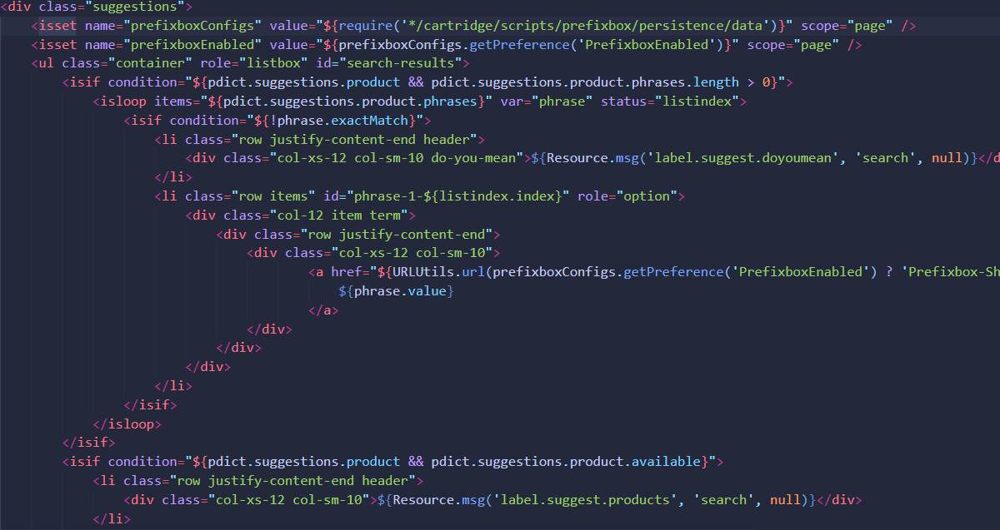 <div class="suggestions">
<isset name="prefixboxConfigs" value="${require('*/cartridge/scripts/prefixbox/persistence/data')}" scope="page" />
<isset name="prefixboxEnabled" value="${prefixboxConfigs.getPreference('PrefixboxEnabled')}" scope="page" />
<ul class="container" role="listbox" id="search-results">
<isif condition="${pdict.suggestions.product && pdict.suggestions.product.phrases.length > 0}">
<isloop items="${pdict.suggestions.product.phrases}" var="phrase" status="listindex">
<isif condition="${!phrase.exactMatch}">
<li class="row justify-content-end header">
<div class="col-xs-12 col-sm-10 do-you-mean">${Resource.msg('label.suggest.doyoumean', 'search', null)}</d
</li>
<li class="row items" id="phrase-1-${listindex.index}" role="option">
<div class="col-12 item term">
<div class="row justify-content-end">
<div class="col-xs-12 col-sm-10">
<a href="${URLUtils.url(prefixboxConfigs.getPreference('PrefixboxEnabled') ? 'Prefixbox-Sh
${phrase.value}
</a>
</div>
</div>
</div>
</li>
</isif>
</isloop>
</isif>
<isif condition="${pdict.suggestions.product && pdict.suggestions.product.available}">
<li class="row justify-content-end header">
<div class="col-xs-12 col-sm-10">${Resource.msg('label.suggest.products', 'search', null)}</div>
</li>